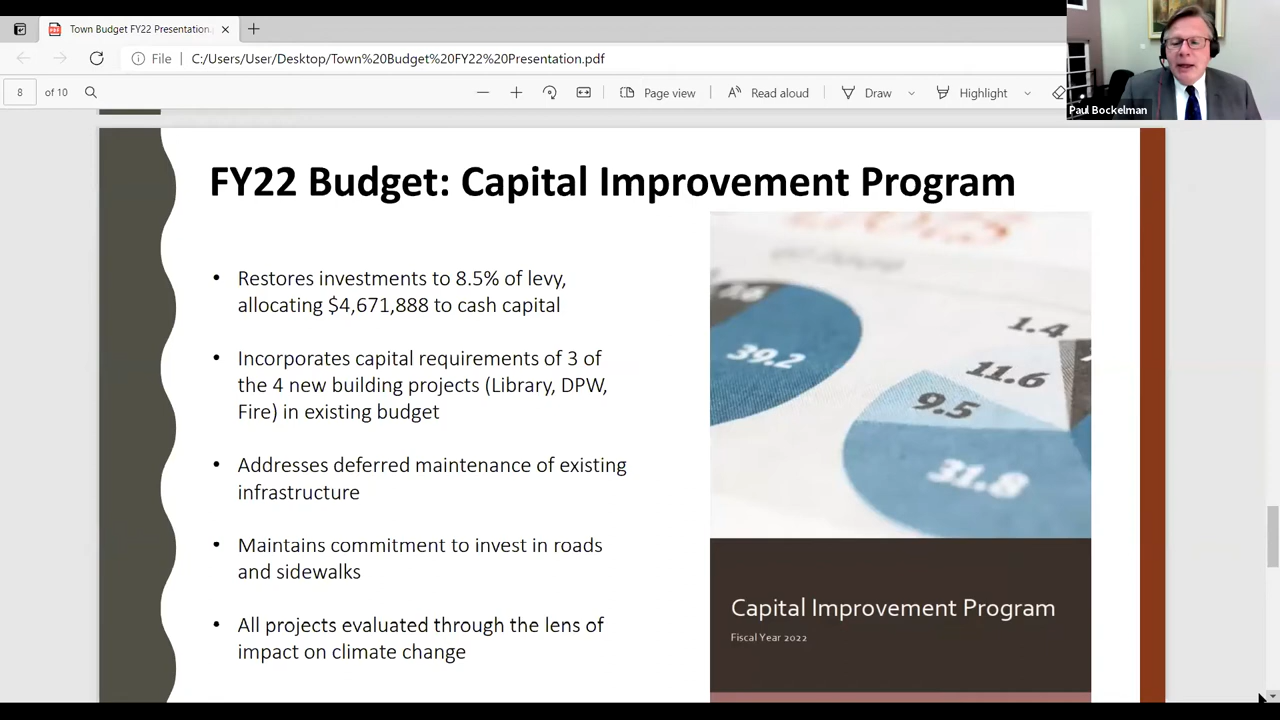 Town Budget FY22 Presentation.
File C:/Users/User/Desktop/Town%20Budget%20FY22%20Presentation.pdf
8 of 10 Page view Read aloud Draw Highlight
Paul Bockelman
FY22 Budget: Capital Improvement Program
• Restores investments to 8.5% of levy,
allocating $4,671,888 to cash capital
• Incorporates capital requirements of 3 of
the 4 new building projects (Library, DPW,
Fire) in existing budget
• Addresses deferred maintenance of existing
infrastructure
• Maintains commitment to invest in roads
and sidewalks
• All projects evaluated through the lens of
impact on climate change
39.2
1.4
11.6
9.5
31.8
Capital Improvement Program
Fiscal Year 2022